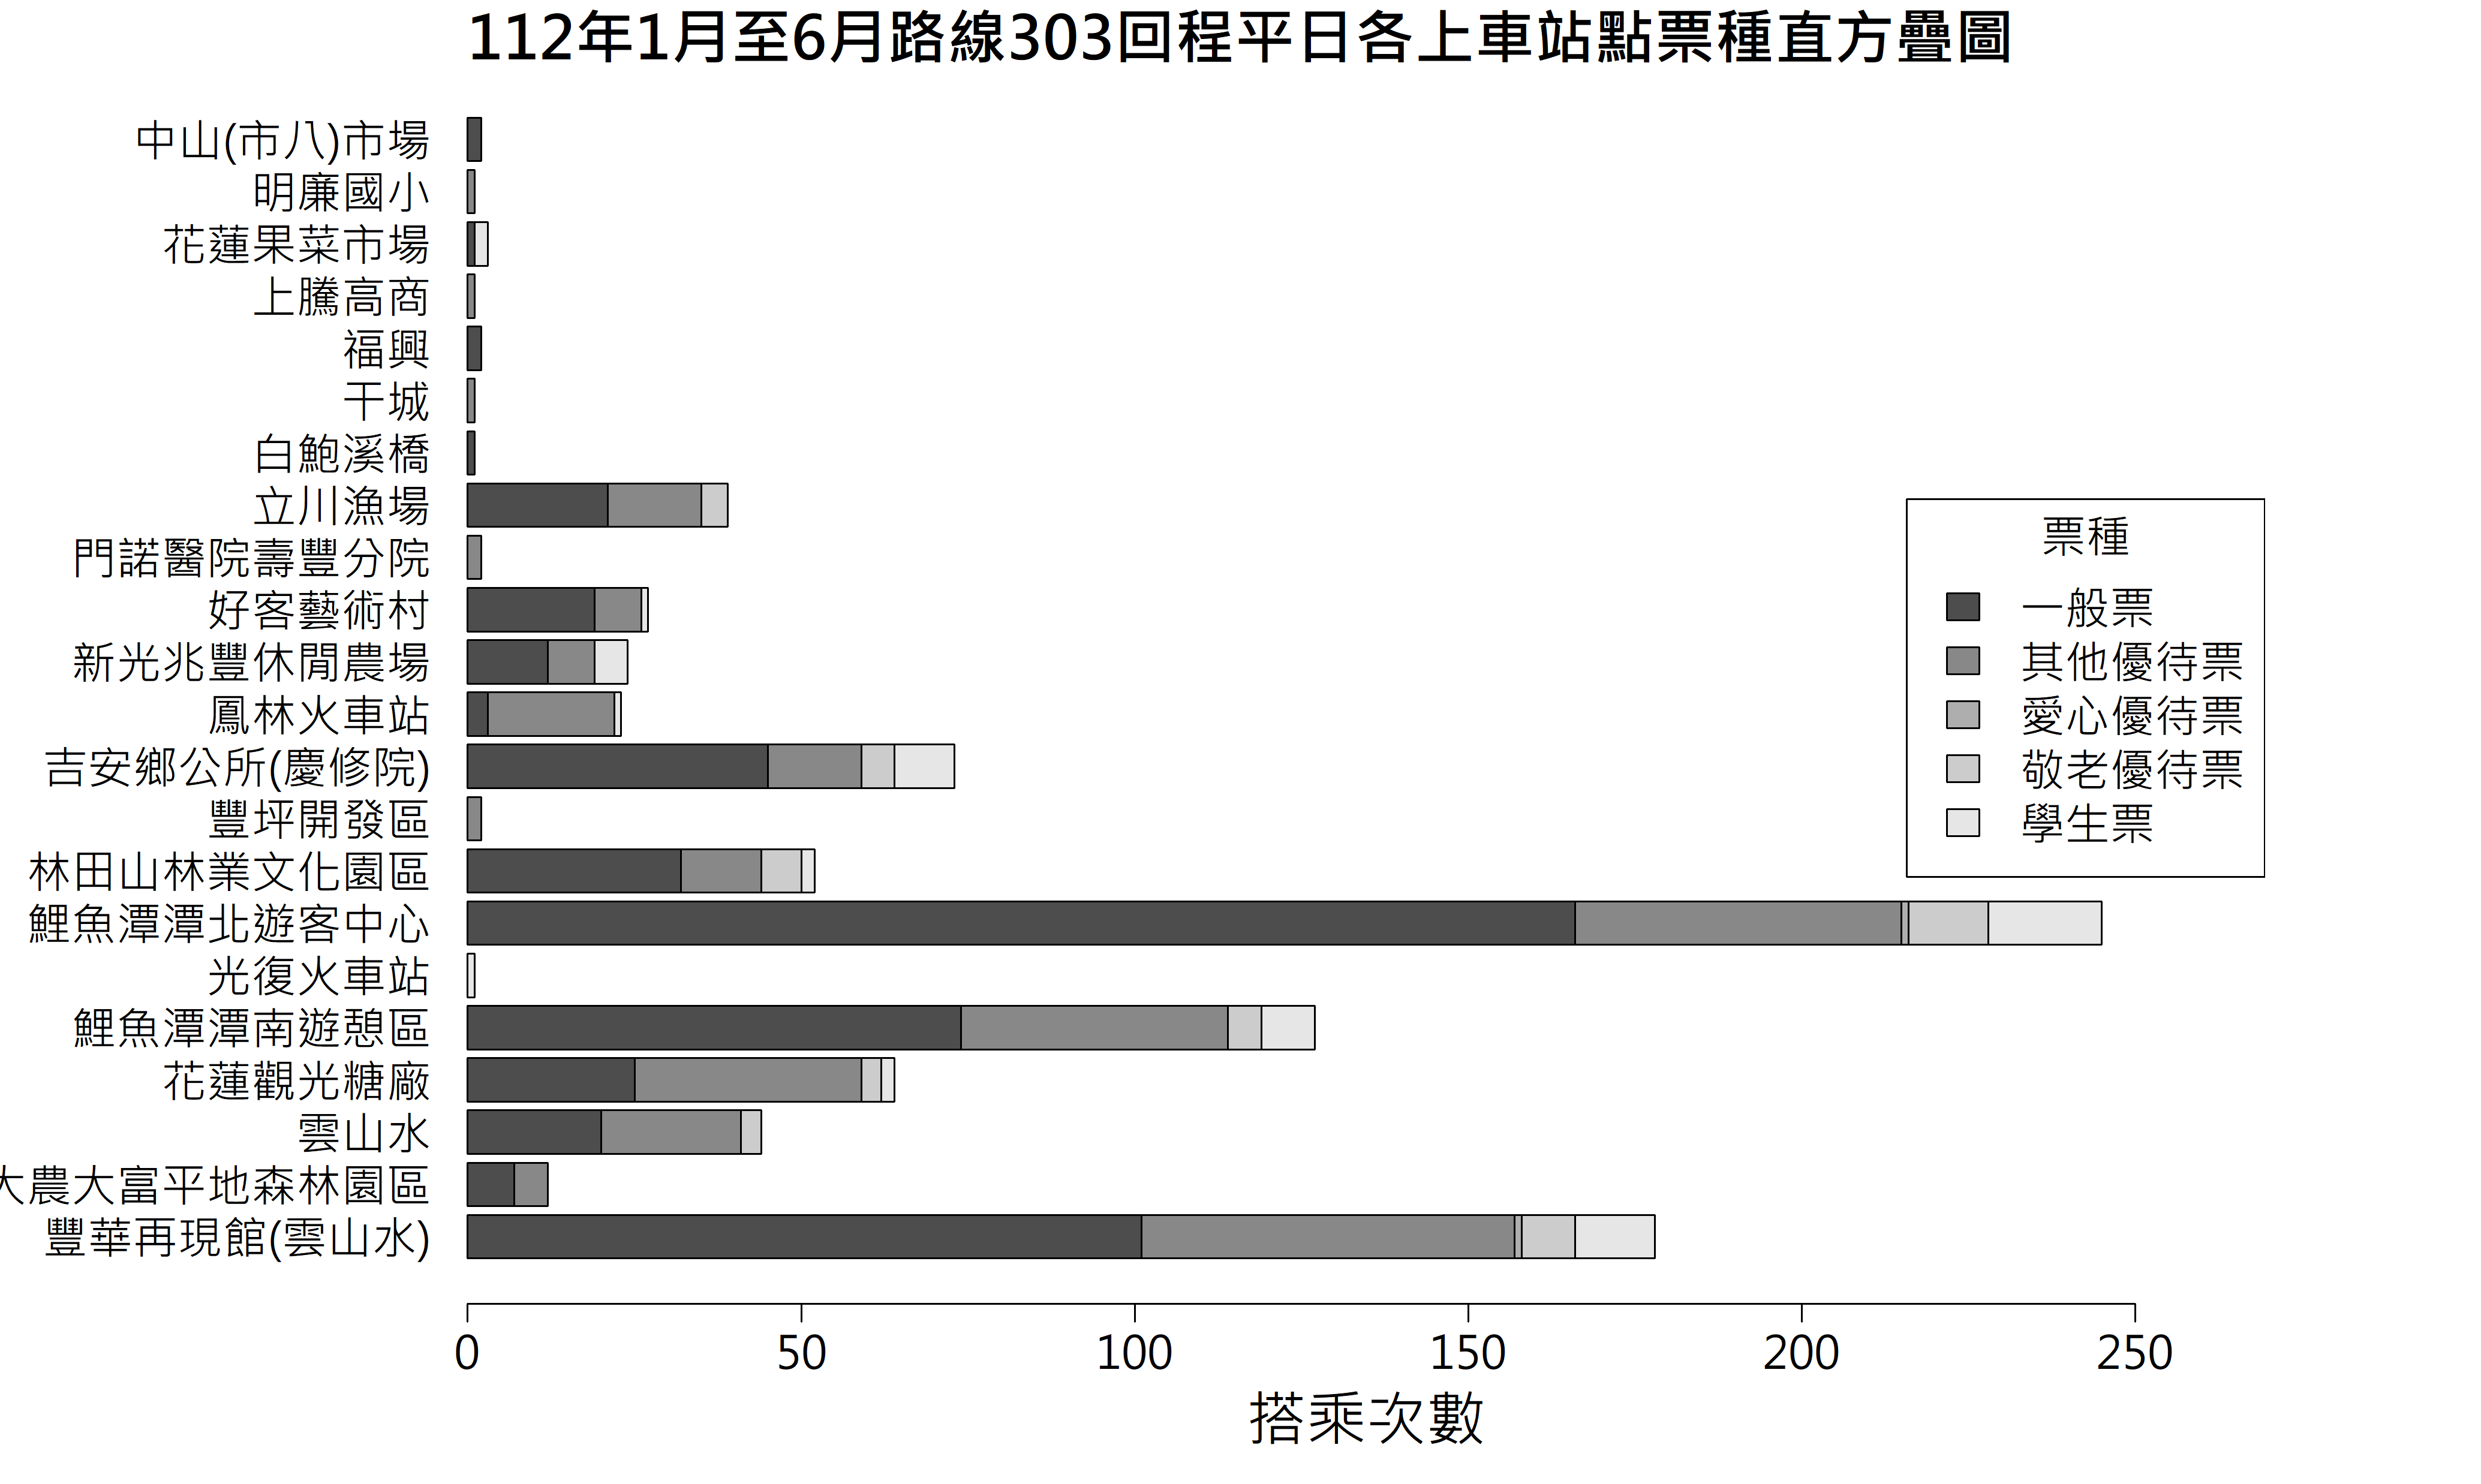 112年1月至6月路線303回程平日各上車站點票種直方疊圖
中山(市八)市場
明廉國小
花蓮果菜市場
上騰高商
福興
干城
白鮑溪橋
立川漁場
門諾醫院壽豐分院
好客藝術村
新光兆豐休閒農場
鳳林火車站
吉安鄉公所(慶修院)
豐坪開發區
林田山林業文化園區
鯉魚潭潭北遊客中心
光復火車站
鯉魚潭潭南遊憩區
花蓮觀光糖廠
雲山水
大農大富平地森林園區
豐華再現館(雲山水)
票種
一般票
其他優待票
愛心優待票
敬老優待票
學生票
0 50 100 150 200 250
搭乘次數